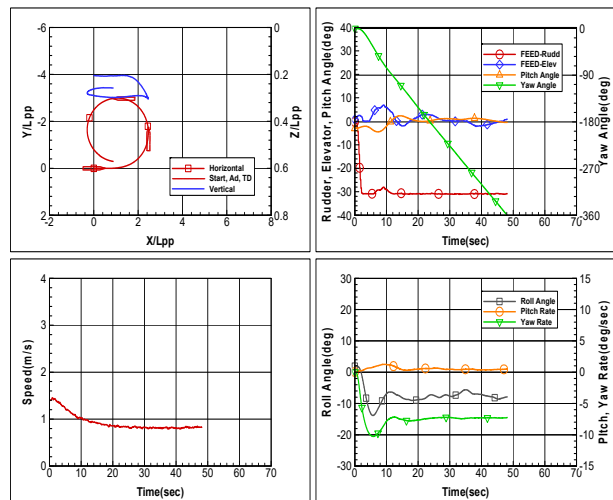 -6
-4
-2
0
2
Y/Lpp
0
0.2
0.4
0.6
0.8
Z/Lpp
Horizontal
Start, Ad, TD
Vertical
-2 0 2 4 6 8
X/Lpp
40
30
20
10
0
-10
-20
-30
-40
Rudder, Elevator, Pitch Angle(deg)
0
-90
-180
-270
-360
Yaw Angle(deg)
FEED-Rudd
FEED-Elev
Pitch Angle
Yaw Angle
0 10 20 30 40 50 60 70
Time(sec)
4
3
2
1
0
Speed(m/s)
0 10 20 30 40 50 60 70
Time(sec)
30
20
10
0
-10
-20
-30
Roll Angle(deg)
15
10
5
0
-5
-10
-15
Pitch, Yaw Rate(deg/sec)
Roll Angle
Pitch Rate
Yaw Rate
0 10 20 30 40 50 60 70
Time(sec)